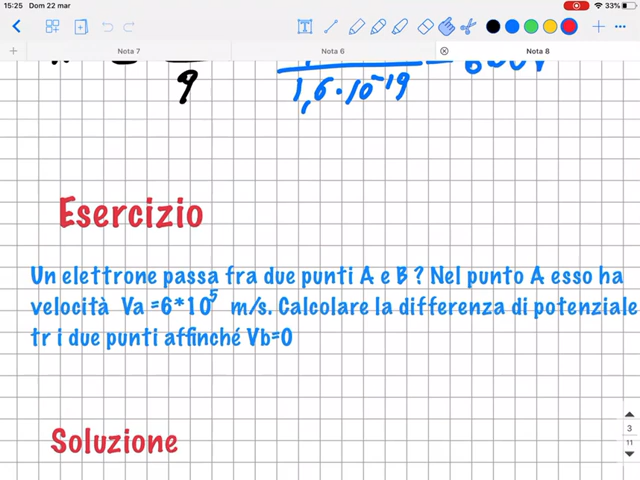 15:25 Dom 22 mar 33%
Nota 7 Nota 6 Nota 8
9
1,6·10⁻¹⁹
Esercizio
Un elettrone passa fra due punti A e B ? Nel punto A esso ha
velocità Va =6*10⁵ m/s. Calcolare la differenza di potenziale
tr i due punti affinché Vb=0
3
11
Soluzione